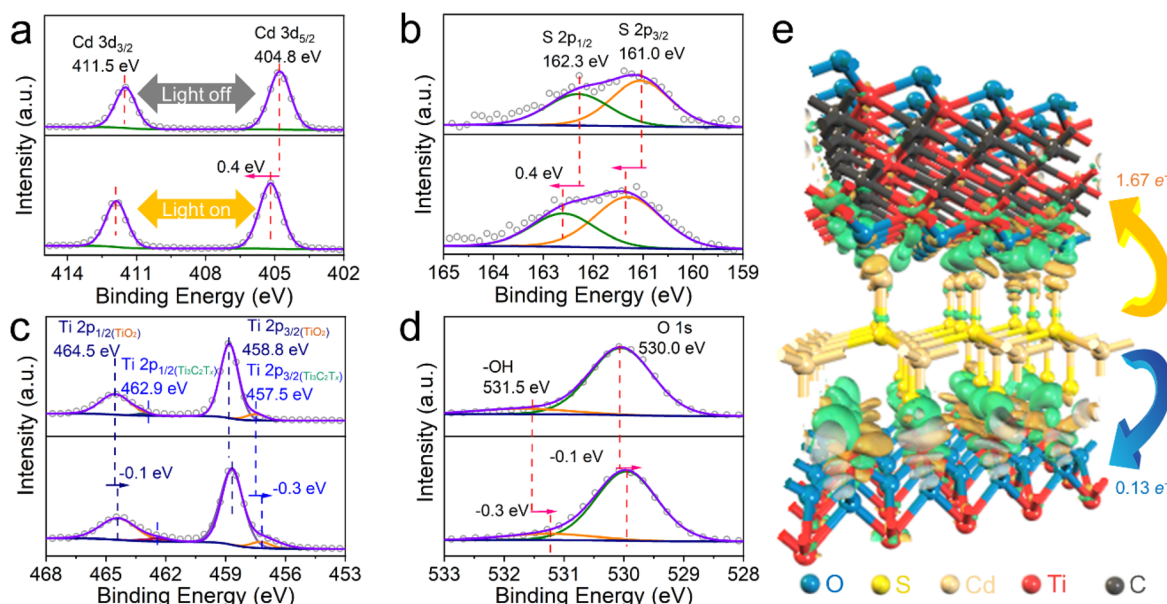 a
Cd 3d3/2
411.5 eV
Cd 3d5/2
404.8 eV
Light off
0.4 eV
Light on
Intensity (a.u.)
414 411 408 405 402
Binding Energy (eV)
b
S 2p1/2
162.3 eV
S 2p3/2
161.0 eV
0.4 eV
Intensity (a.u.)
165 164 163 162 161 160 159
Binding Energy (eV)
c
Ti 2p1/2(TiO2)
464.5 eV
Ti 2p3/2(TiO2)
458.8 eV
Ti 2p1/2(Ti3C2Tx)
462.9 eV
Ti 2p3/2(Ti3C2Tx)
457.5 eV
-0.1 eV
-0.3 eV
Intensity (a.u.)
468 465 462 459 456 453
Binding Energy (eV)
d
O 1s
530.0 eV
-OH
531.5 eV
-0.1 eV
-0.3 eV
Intensity (a.u.)
533 532 531 530 529 528
Binding Energy (eV)
e
1.67 e-
0.13 e-
O S Cd Ti C